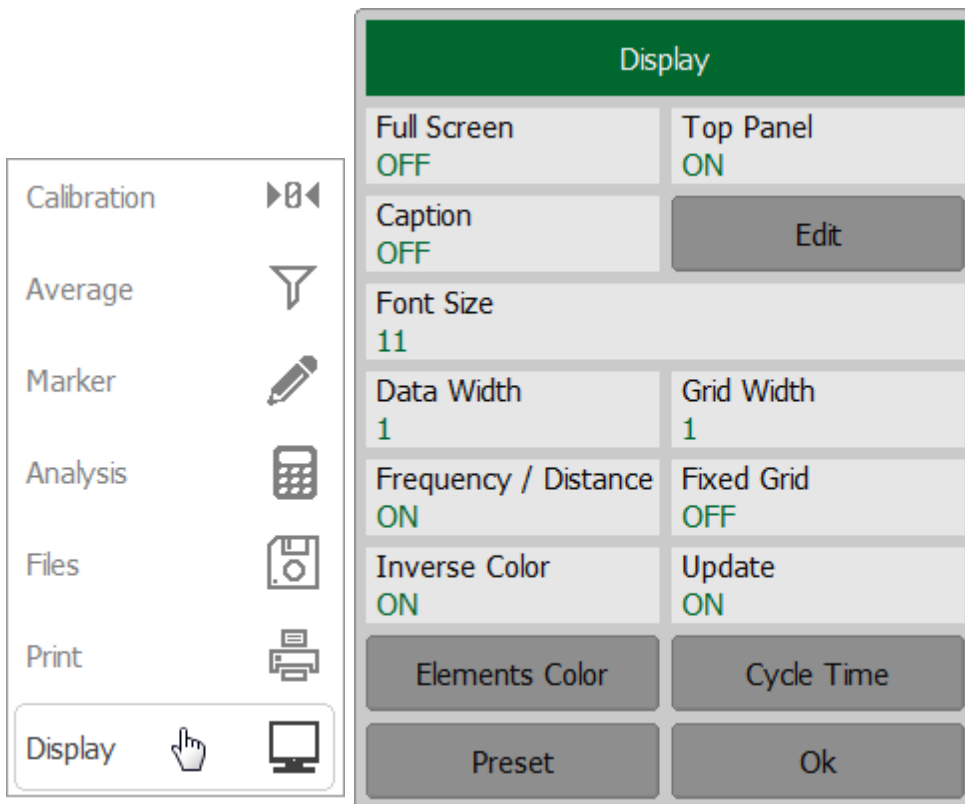 Calibration
Average
Marker
Analysis
Files
Print
Display
Display
Full Screen
OFF
Top Panel
ON
Caption
OFF
Edit
Font Size
11
Data Width
1
Grid Width
1
Frequency / Distance
ON
Fixed Grid
OFF
Inverse Color
ON
Update
ON
Elements Color
Cycle Time
Preset
Ok